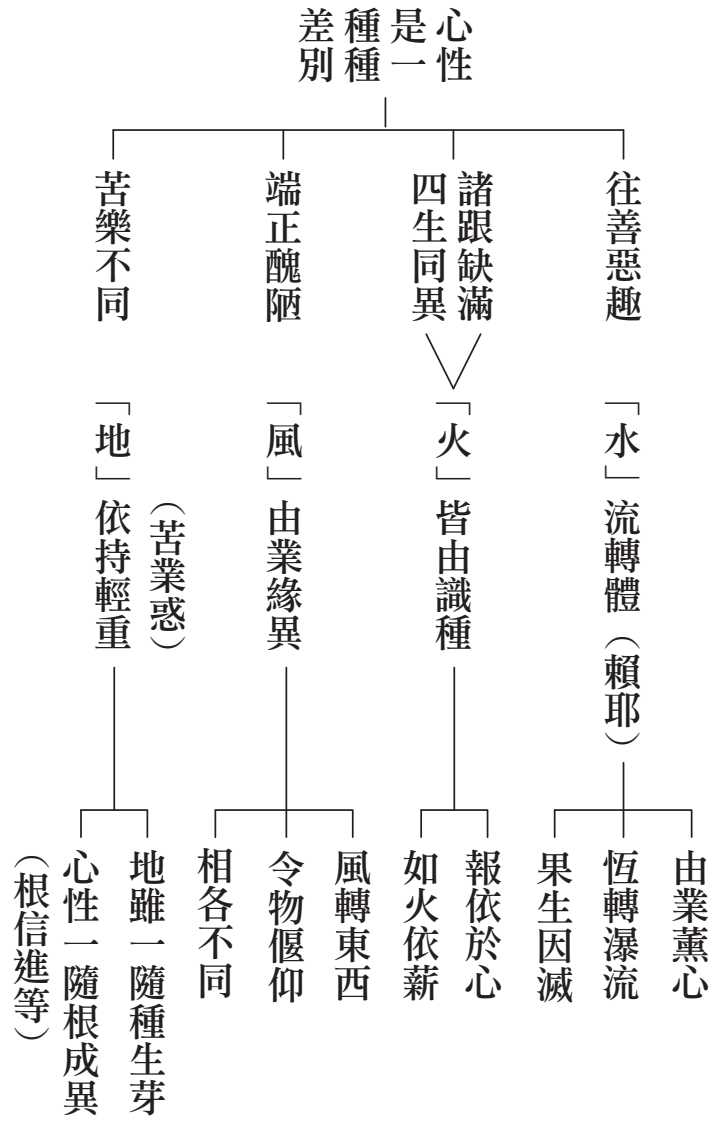 心性
是一
種種
差別
往善惡趣
諸跟缺滿
四生同異
端正醜陋
苦樂不同
「水」流轉體（賴耶）
「火」皆由識種
「風」由業緣異
（苦業惑）
「地」依持輕重
由業薰心
恆轉瀑流
果生因滅
報依於心
如火依薪
風轉東西
令物偃仰
相各不同
地雖一隨種生芽
心性一隨根成異
（根信進等）